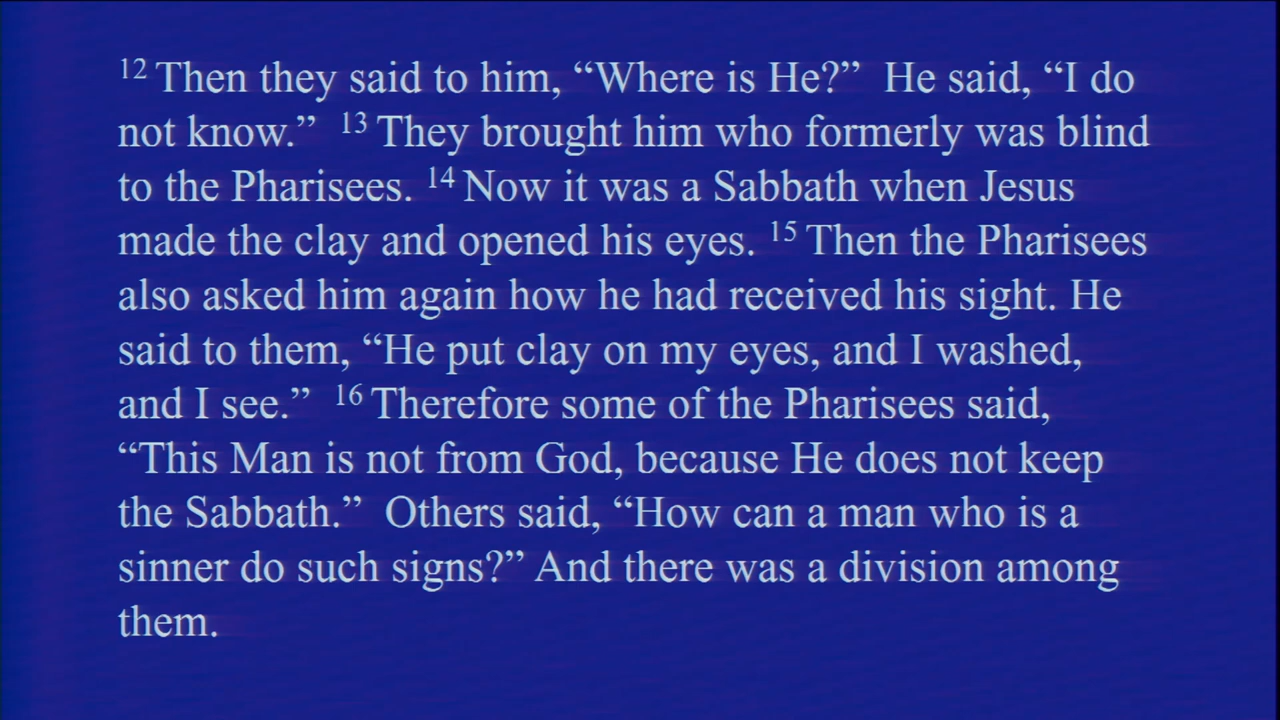 12 Then they said to him, “Where is He?”  He said, “I do
not know.”  13 They brought him who formerly was blind
to the Pharisees. 14 Now it was a Sabbath when Jesus
made the clay and opened his eyes. 15 Then the Pharisees
also asked him again how he had received his sight. He
said to them, “He put clay on my eyes, and I washed,
and I see.”  16 Therefore some of the Pharisees said,
“This Man is not from God, because He does not keep
the Sabbath.”  Others said, “How can a man who is a
sinner do such signs?” And there was a division among
them.